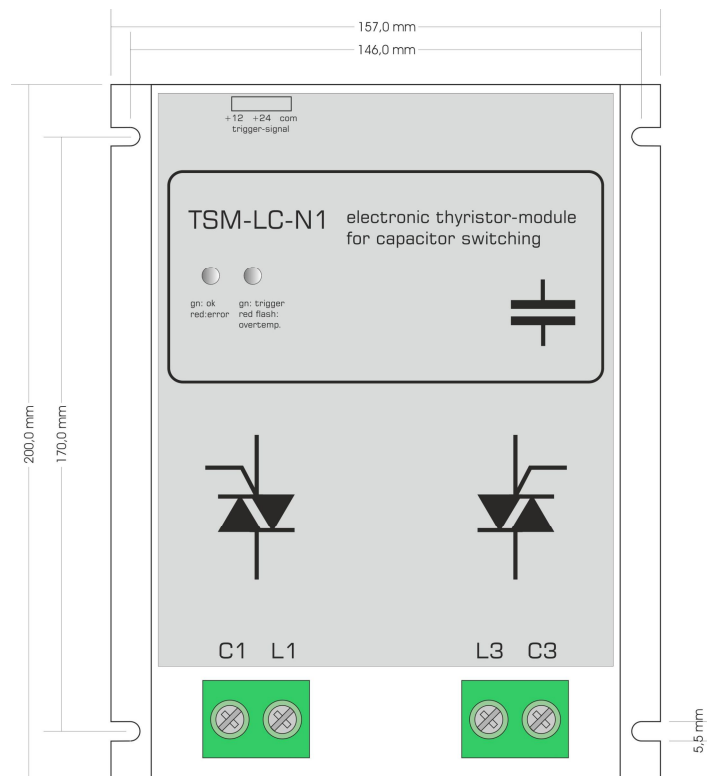 157,0 mm
146,0 mm
+12 +24 com
trigger-signal
TSM-LC-N1
electronic thyristor-module
for capacitor switching
gn: ok
red:error
gn: trigger
red flash:
overtemp.
200,0 mm
170,0 mm
C1 L1
L3 C3
5,5 mm